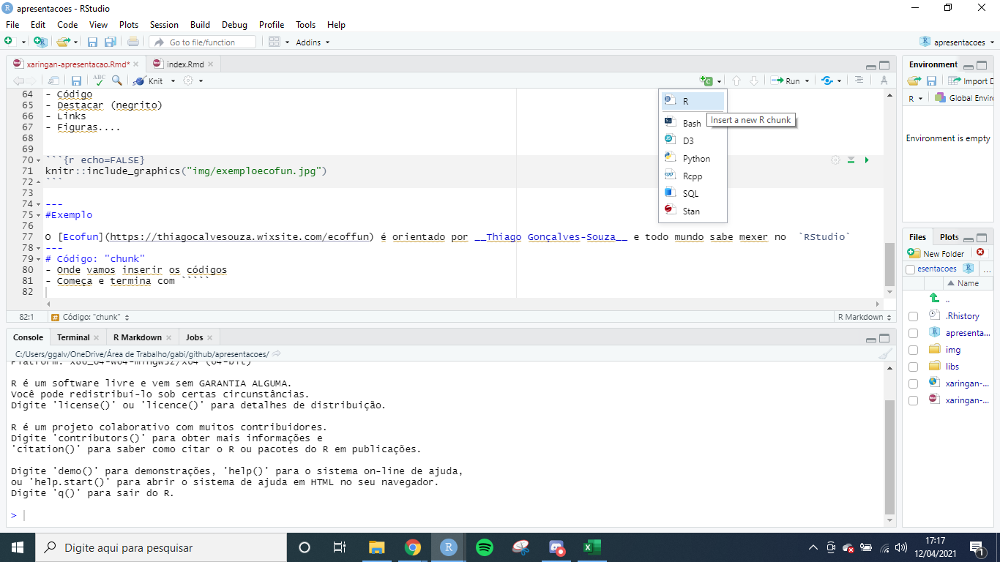 apresentacoes - RStudio
File Edit Code View Plots Session Build Debug Profile Tools Help
Go to file/function Addins apresentacoes
xaringan-apresentacao.Rmd* index.Rmd
ABC Knit Run
64 - Código
65 - Destacar (negrito)
66 - Links
67 - Figuras....
68
69
70 ```{r echo=FALSE}
71 knitr::include_graphics("img/exemploecofun.jpg")
72 ```
73
74 ---
75 #Exemplo
76
77 O [Ecofun](https://thiagocalvesouza.wixsite.com/ecoffun) é orientado por __Thiago Gonçalves-Souza__ e todo mundo sabe mexer no `RStudio`
78 ---
79 # Código: "chunk"
80 - Onde vamos inserir os códigos
81 - Começa e termina com `````
82
R
Insert a new R chunk
Bash
D3
Python
Rcpp
SQL
Stan
82:1 Código: "chunk" R Markdown
Console Terminal R Markdown Jobs
C:/Users/ggalv/OneDrive/Área de Trabalho/gabi/github/apresentacoes/
Platform: x86_64-w64-mingw32/x64 (64-bit)
R é um software livre e vem sem GARANTIA ALGUMA.
Você pode redistribuí-lo sob certas circunstâncias.
Digite 'license()' ou 'licence()' para detalhes de distribuição.
R é um projeto colaborativo com muitos contribuidores.
Digite 'contributors()' para obter mais informações e
'citation()' para saber como citar o R ou pacotes do R em publicações.
Digite 'demo()' para demonstrações, 'help()' para o sistema on-line de ajuda,
ou 'help.start()' para abrir o sistema de ajuda em HTML no seu navegador.
Digite 'q()' para sair do R.
>
Environment
Import D
R Global Enviro
Environment is empty
Files Plots
New Folder
esentacoes ...
Name
..
.Rhistory
apresenta...
img
libs
xaringan-...
xaringan-...
Digite aqui para pesquisar
17:17
12/04/2021
1